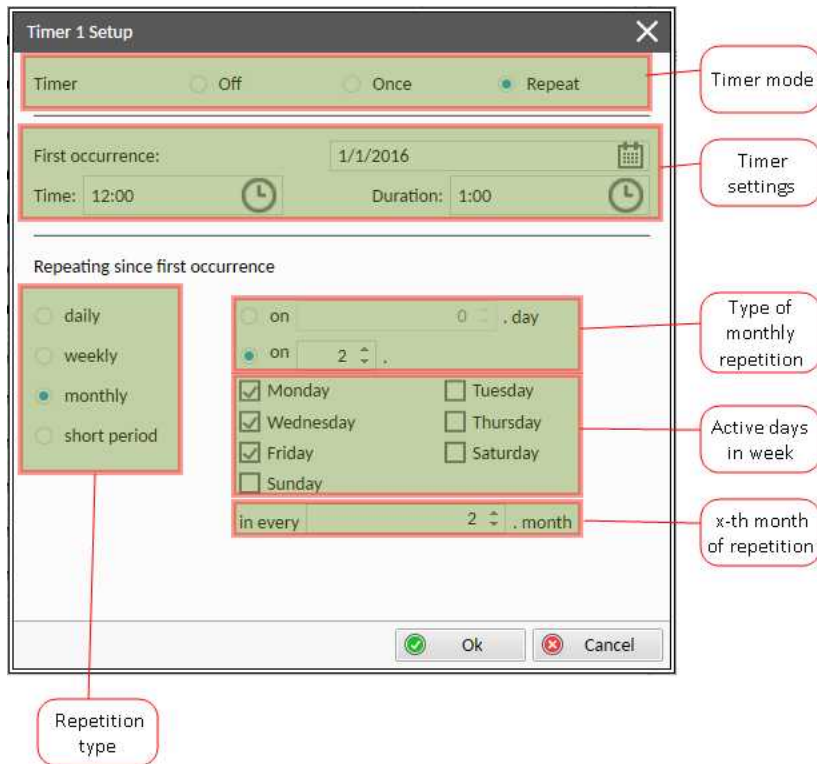 Timer 1 Setup
Timer Off Once Repeat
Timer mode
First occurrence: 1/1/2016
Time: 12:00 Duration: 1:00
Timer
settings
Repeating since first occurrence
daily
weekly
monthly
short period
on 0 . day
on 2 .
Type of
monthly
repetition
Monday Tuesday
Wednesday Thursday
Friday Saturday
Sunday
Active days
in week
in every 2 . month
x-th month
of repetition
Ok Cancel
Repetition
type